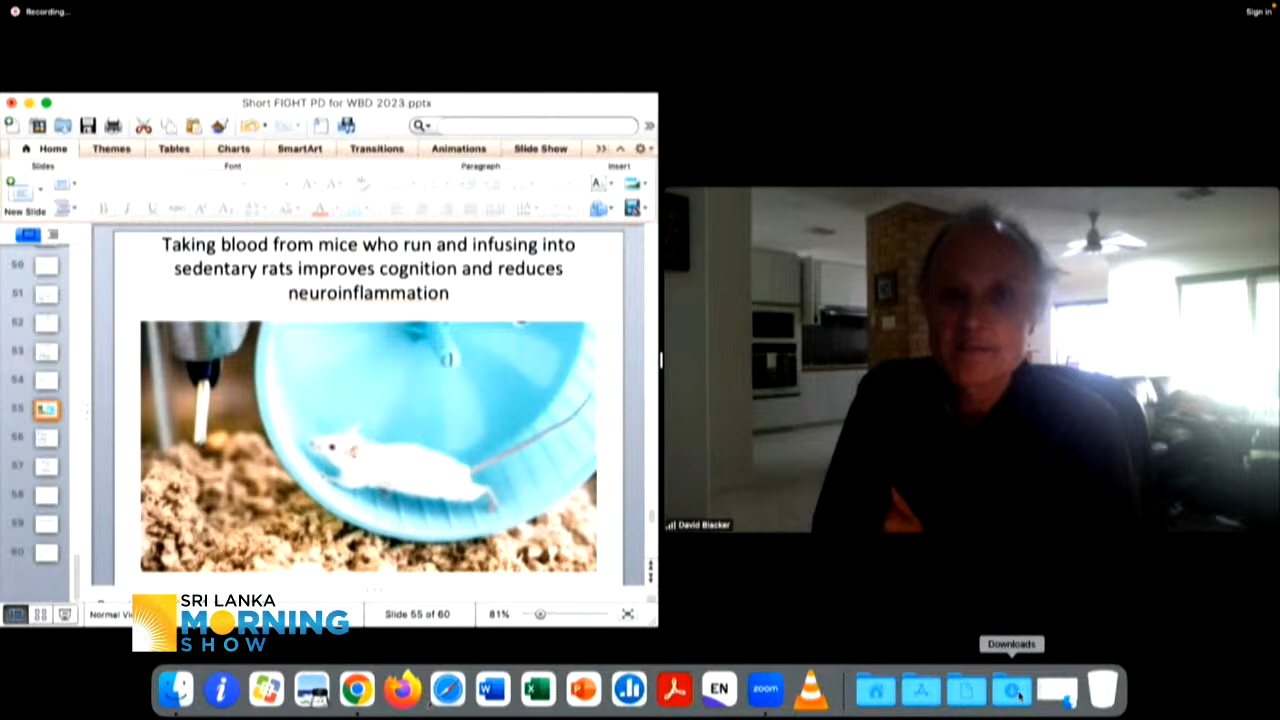 Recording...
Sign in
Short FIGHT PD for WBD 2023.pptx
Home Themes Tables Charts SmartArt Transitions Animations Slide Show
Slides Font Paragraph Insert
New Slide
Taking blood from mice who run and infusing into
sedentary rats improves cognition and reduces
neuroinflammation
50
51
52
53
54
55
56
57
58
59
60
David Blacker
Normal Vi
Slide 55 of 60
81%
SRI LANKA
MORNING
SHOW
Downloads
EN
zoom